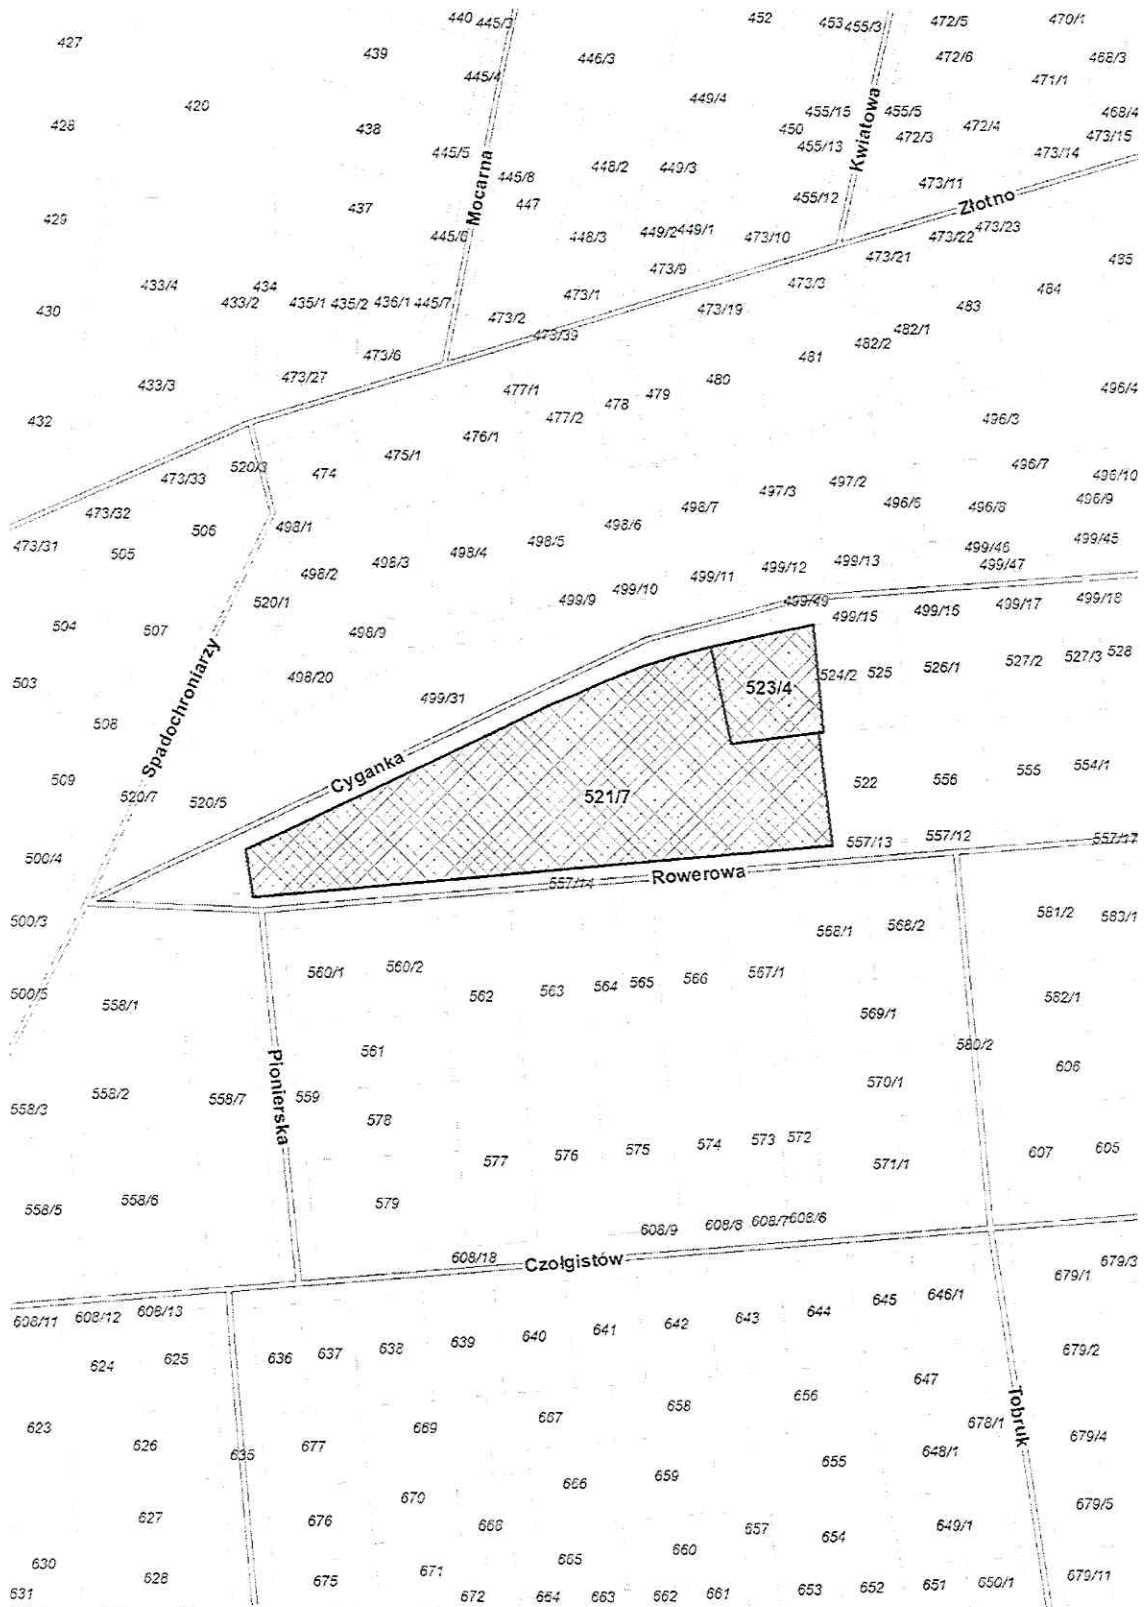 440 445/3 452 453 455/3 472/5 470/1
427 439 446/3 472/6 468/3
445/4 471/1
420 449/4 455/15 455/5 468/4
428 438 450 472/4 473/15
455/13 472/3
445/5 473/14
445/8 448/2 449/3 Kwiatowa
Mocarna 473/11
437 447 455/12 Złotno
429 445/6 448/3 449/2 449/1 473/10 473/22 473/23
473/9 473/21 485
433/4 434 473/3 484
433/2 435/1 435/2 436/1 445/7 473/1
430 473/2 473/19 483
473/39 482/1
482/2
473/6 481
433/3 473/27 480
477/1 479 496/4
478
432 477/2 496/3
476/1
475/1
520/3 474 496/7
473/33 497/2 496/10
497/3
473/32 498/7 496/6 496/8 496/9
506 498/1 498/6
473/31 505 498/5 499/46 499/45
498/4 499/13 499/47
498/2 498/3 499/12
499/11
499/10
520/1 499/9 499/49 499/15 499/16 499/17 499/18
504 507 498/9
503 498/20 524/2 525 526/1 527/2 527/3 528
499/31 523/4
508 Spadochroniarzy
Cyganka
509 522 556 555 554/1
520/7 520/5 521/7
557/13 557/12 557/17
500/4
Rowerowa
557/14
500/3 568/1 568/2 581/2 583/1
560/1 560/2 567/1
562 563 564 565 566
500/5 558/1 569/1 582/1
561 580/2
Pionierska 606
558/2 558/7 559 570/1
558/3 578
577 576 575 574 573 572 607 605
571/1
558/5 558/6 579
608/9 608/8 608/7 608/6
608/18 Czołgistów
679/1 679/3
608/11 608/12 608/13 646/1
640 641 642 643 644 645
624 625 636 637 638 639 679/2
647
656
658
623 669 667 Tobruk
678/1
626 635 677 679/4
648/1
655
666 659
670
679/5
627 676 668 657 654 649/1
660
630 665
628 671 679/11
631 675 672 664 663 662 661 653 652 651 650/1